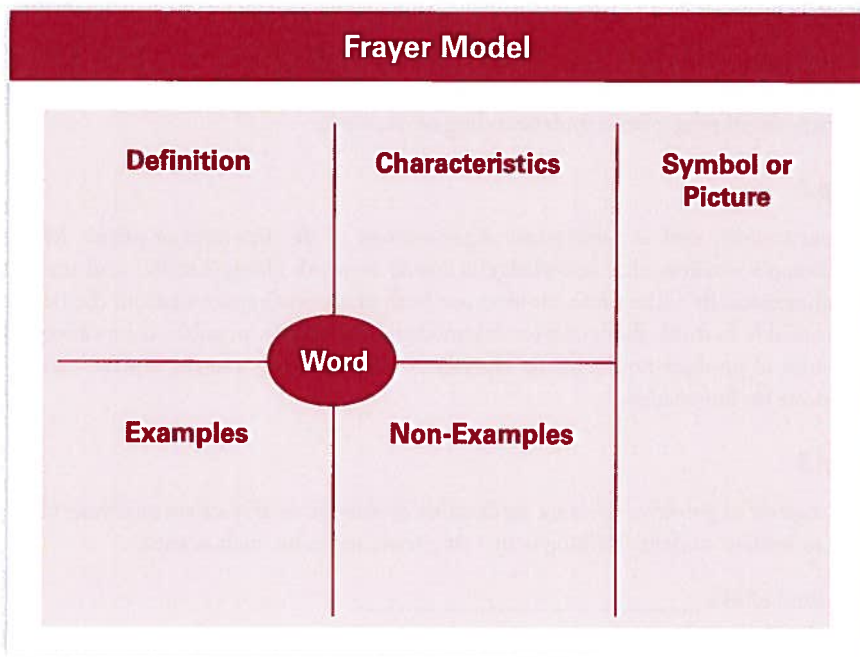 Frayer Model
Definition
Characteristics
Symbol or
Picture
Word
Examples
Non-Examples